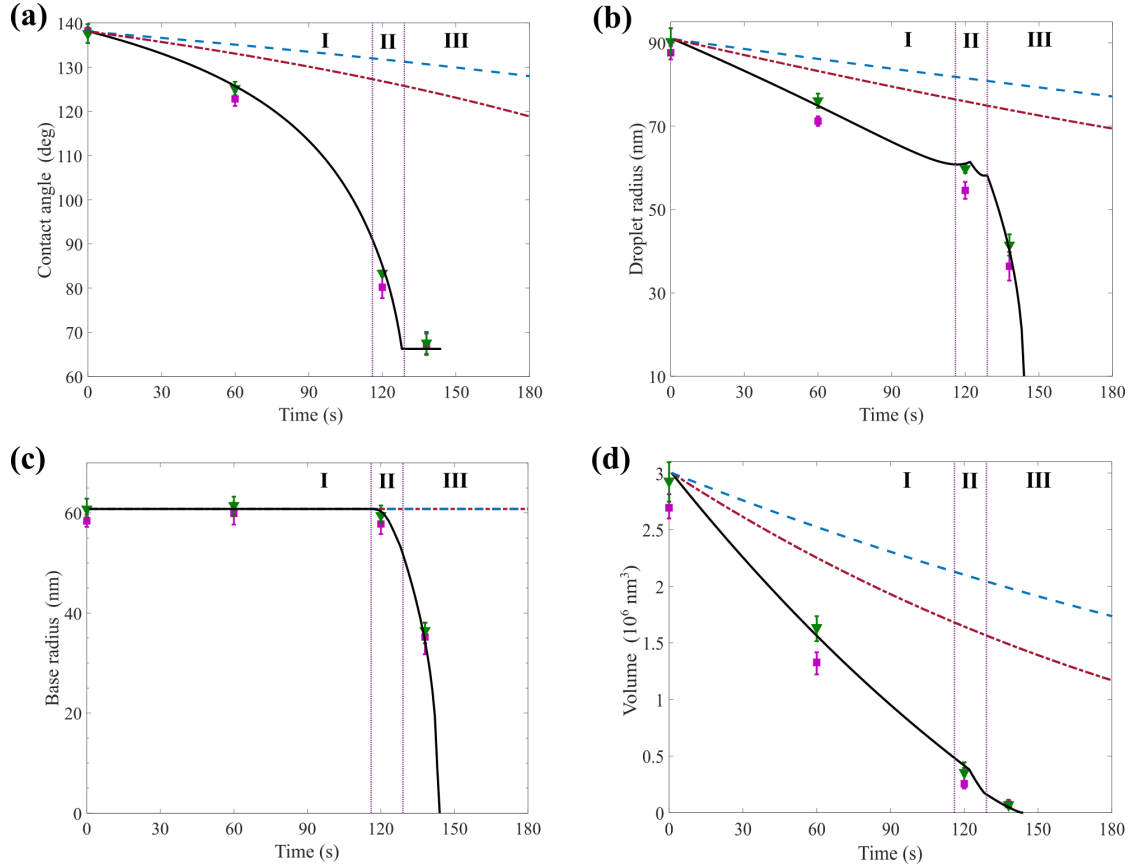 (a)
140
130
120
110
100
90
80
70
60
Contact angle (deg)
I II III
0 30 60 90 120 150 180
Time (s)
(b)
90
70
50
30
10
Droplet radius (nm)
I II III
0 30 60 90 120 150 180
Time (s)
(c)
60
40
20
0
Base radius (nm)
I II III
0 30 60 90 120 150 180
Time (s)
(d)
3
2.5
2
1.5
1
0.5
0
Volume (10⁶ nm³)
I II III
0 30 60 90 120 150 180
Time (s)